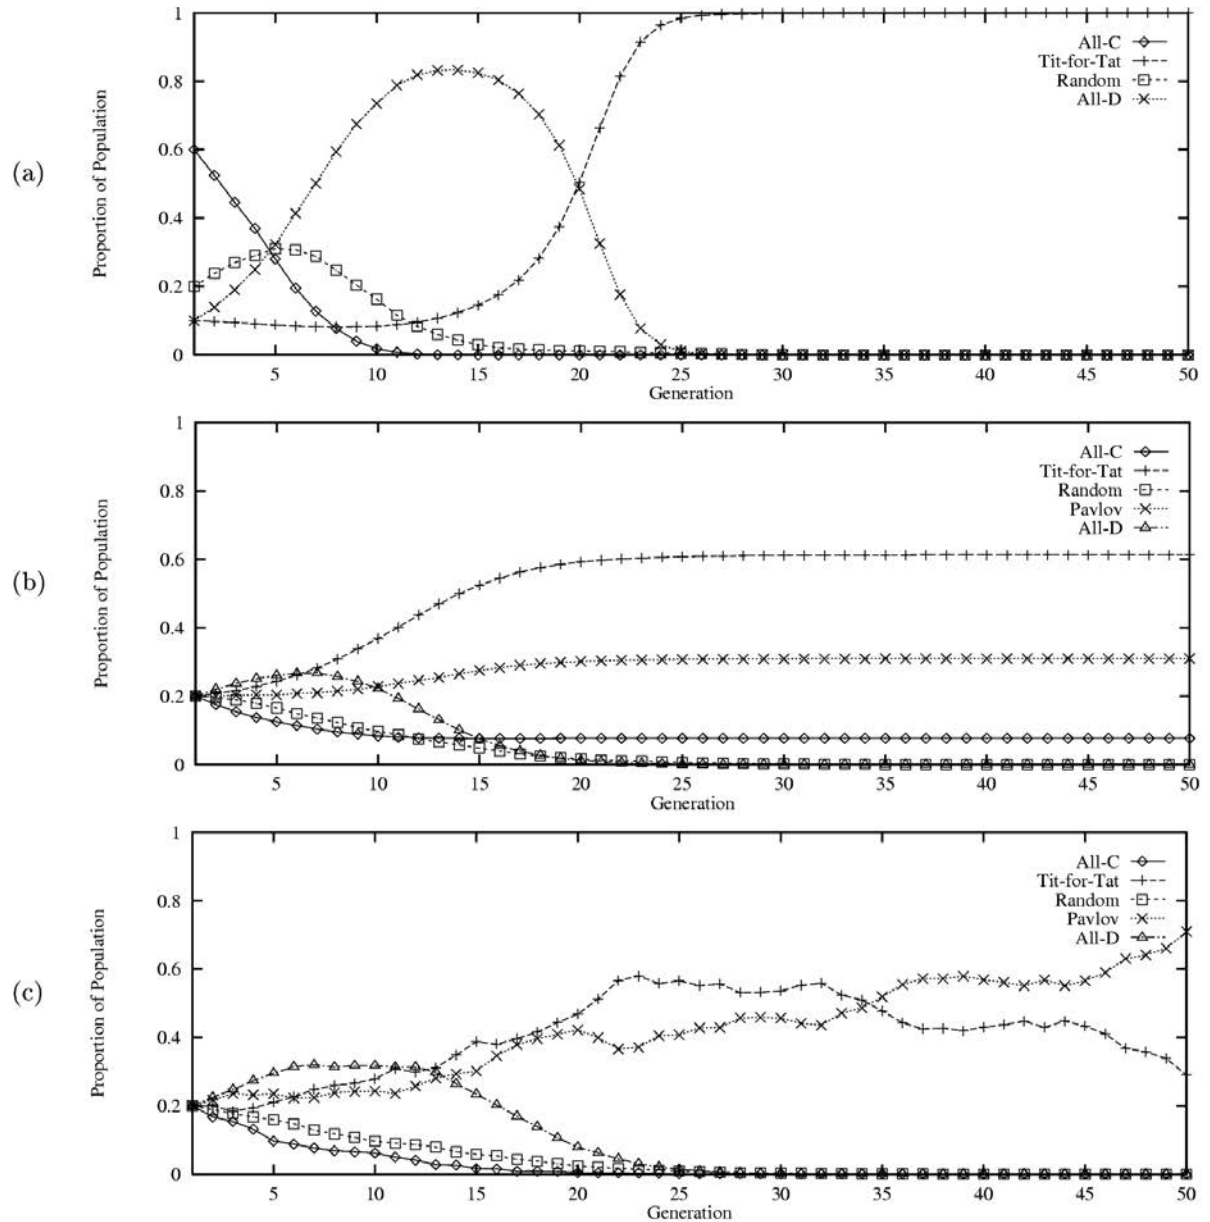 (a)
Proportion of Population
1
0.8
0.6
0.4
0.2
0
All-C
Tit-for-Tat
Random
All-D
5 10 15 20 25 30 35 40 45 50
Generation
(b)
Proportion of Population
1
0.8
0.6
0.4
0.2
0
All-C
Tit-for-Tat
Random
Pavlov
All-D
5 10 15 20 25 30 35 40 45 50
Generation
(c)
Proportion of Population
1
0.8
0.6
0.4
0.2
0
All-C
Tit-for-Tat
Random
Pavlov
All-D
5 10 15 20 25 30 35 40 45 50
Generation